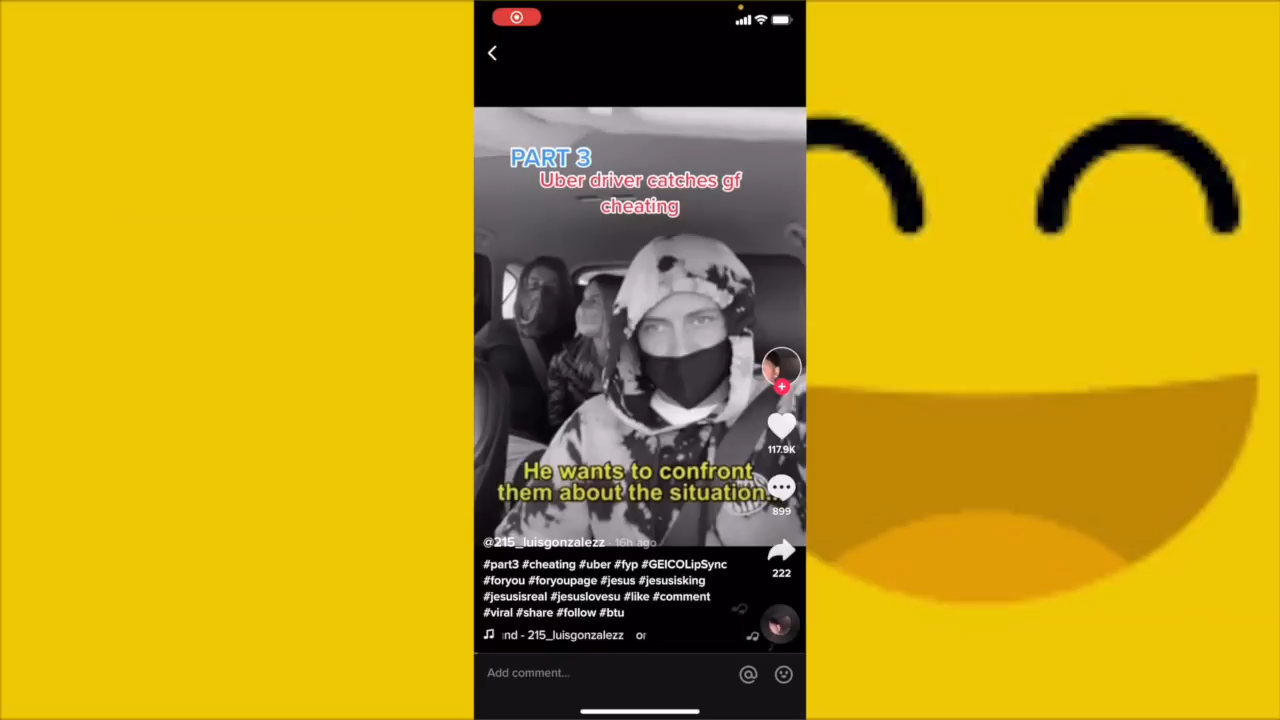 PART 3
Uber driver catches gf
cheating
117.9K
He wants to confront
them about the situation..
899
@215_luisgonzalezz · 16h ago
#part3 #cheating #uber #fyp #GEICOLipSync
#foryou #foryoupage #jesus #jesusisking
#jesusisreal #jesuslovesu #like #comment
#viral #share #follow #btu
222
nd - 215_luisgonzalezz or
Add comment...